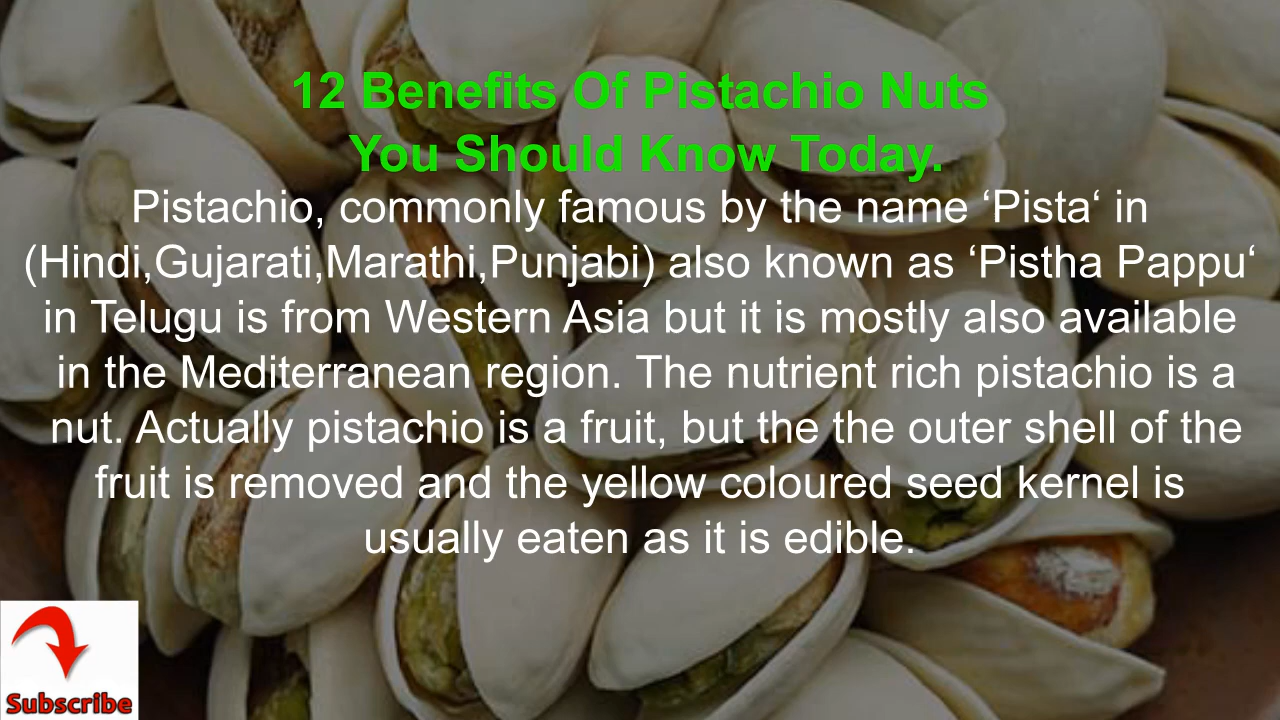 12 Benefits Of Pistachio Nuts
You Should Know Today.
Pistachio, commonly famous by the name ‘Pista‘ in
(Hindi,Gujarati,Marathi,Punjabi) also known as ‘Pistha Pappu‘
in Telugu is from Western Asia but it is mostly also available
in the Mediterranean region. The nutrient rich pistachio is a
nut. Actually pistachio is a fruit, but the the outer shell of the
fruit is removed and the yellow coloured seed kernel is
usually eaten as it is edible.
Subscribe